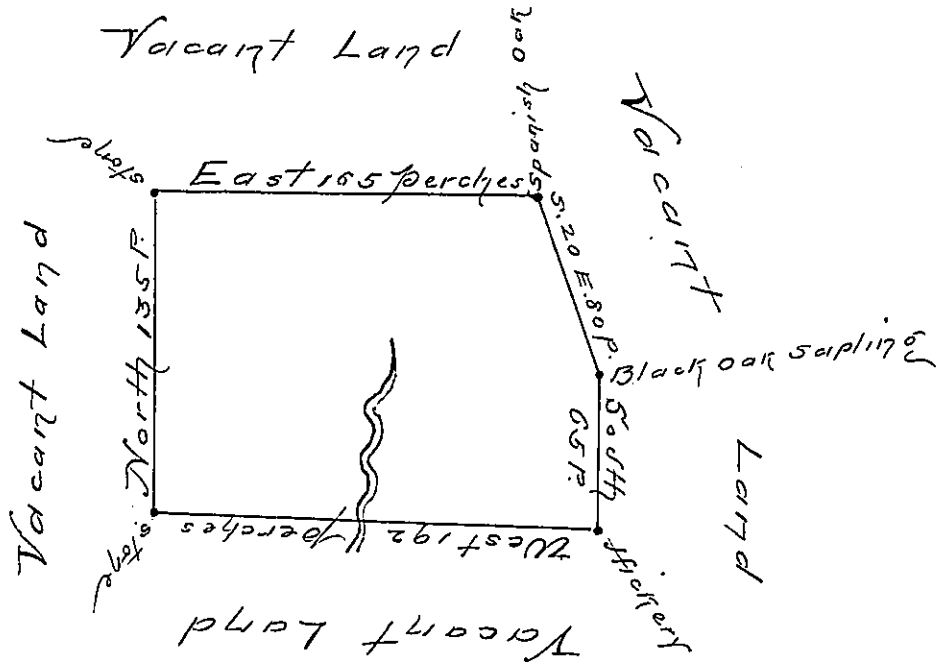 Vacant Land
Spanish oak
Vacant
Land
stone
East 165 perches
S. 20 E. 80 P.
Black oak sapling
South
65 P.
Hickery
West 192 perches
stone
North 135 P.
Vacant Land
Vacant Land